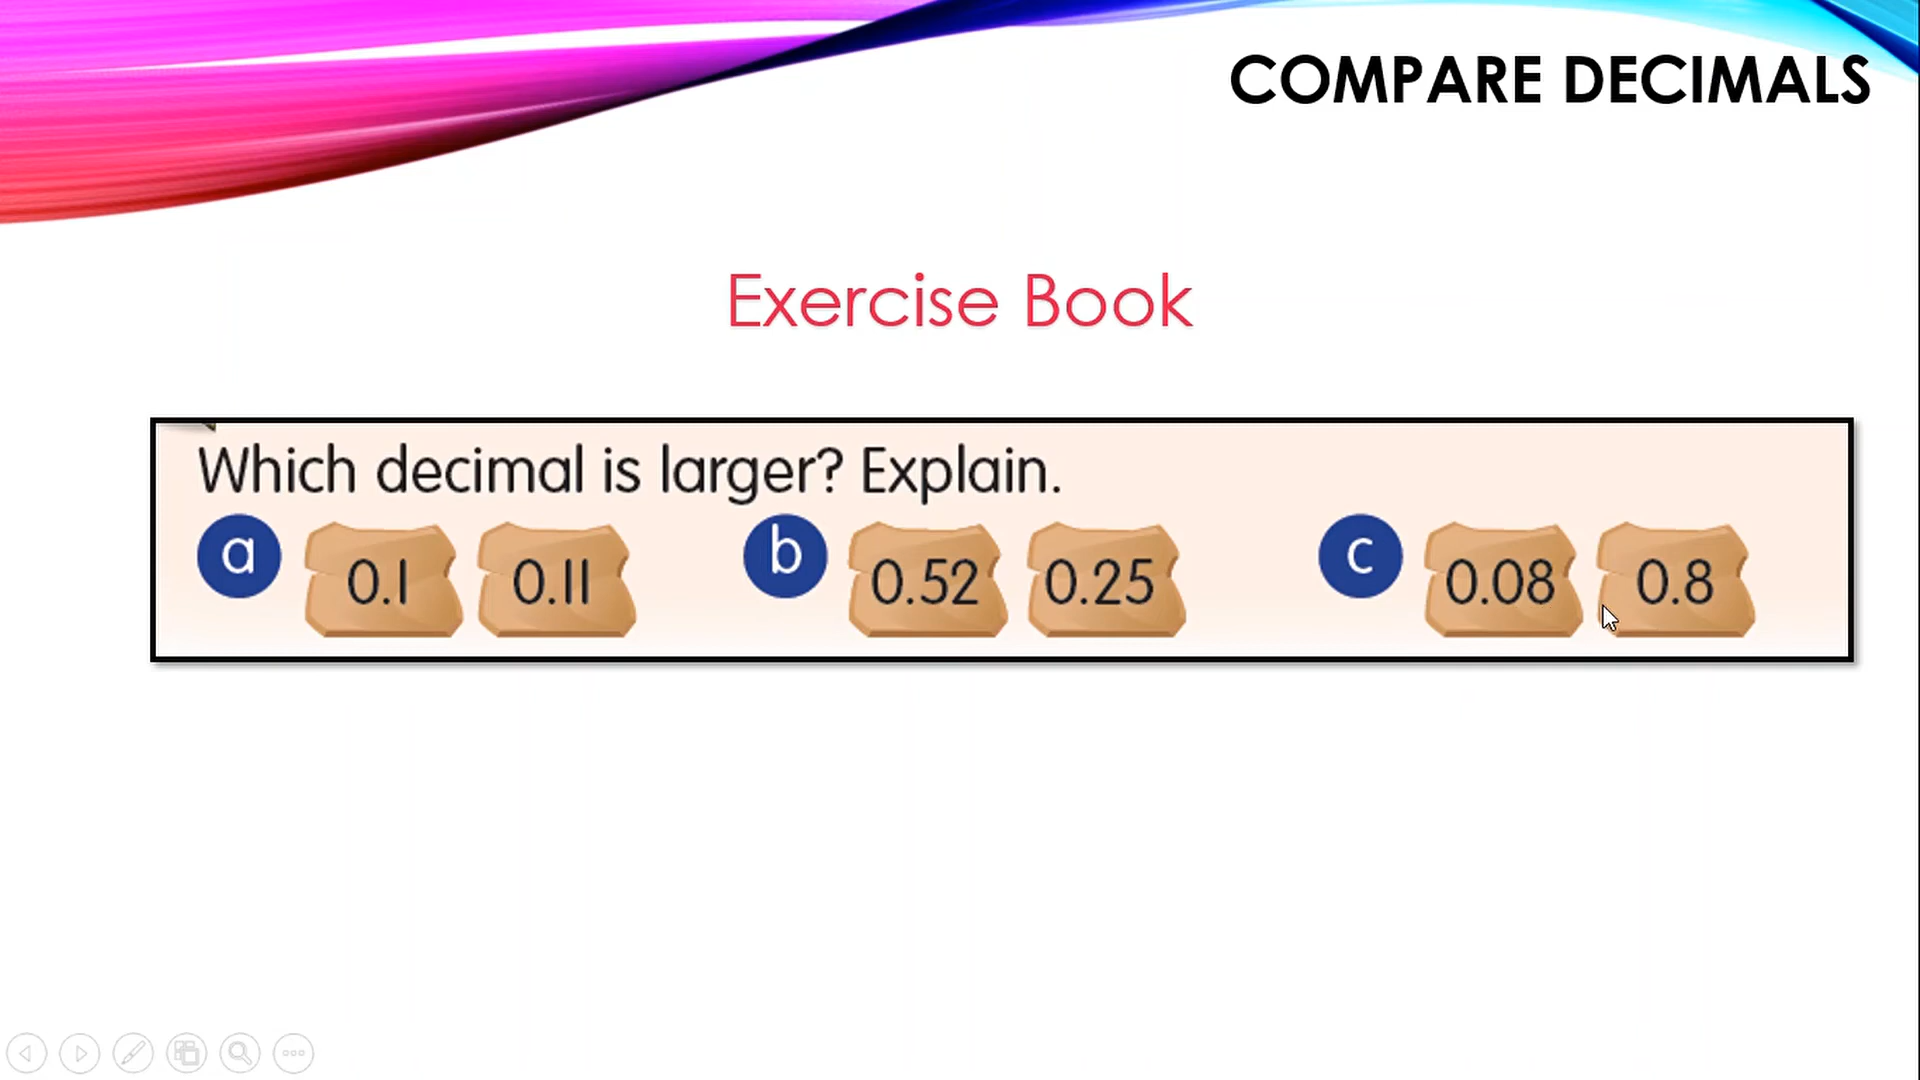 COMPARE DECIMALS
Exercise Book
Which decimal is larger? Explain.
a 0.1 0.11 b 0.52 0.25 c 0.08 0.8